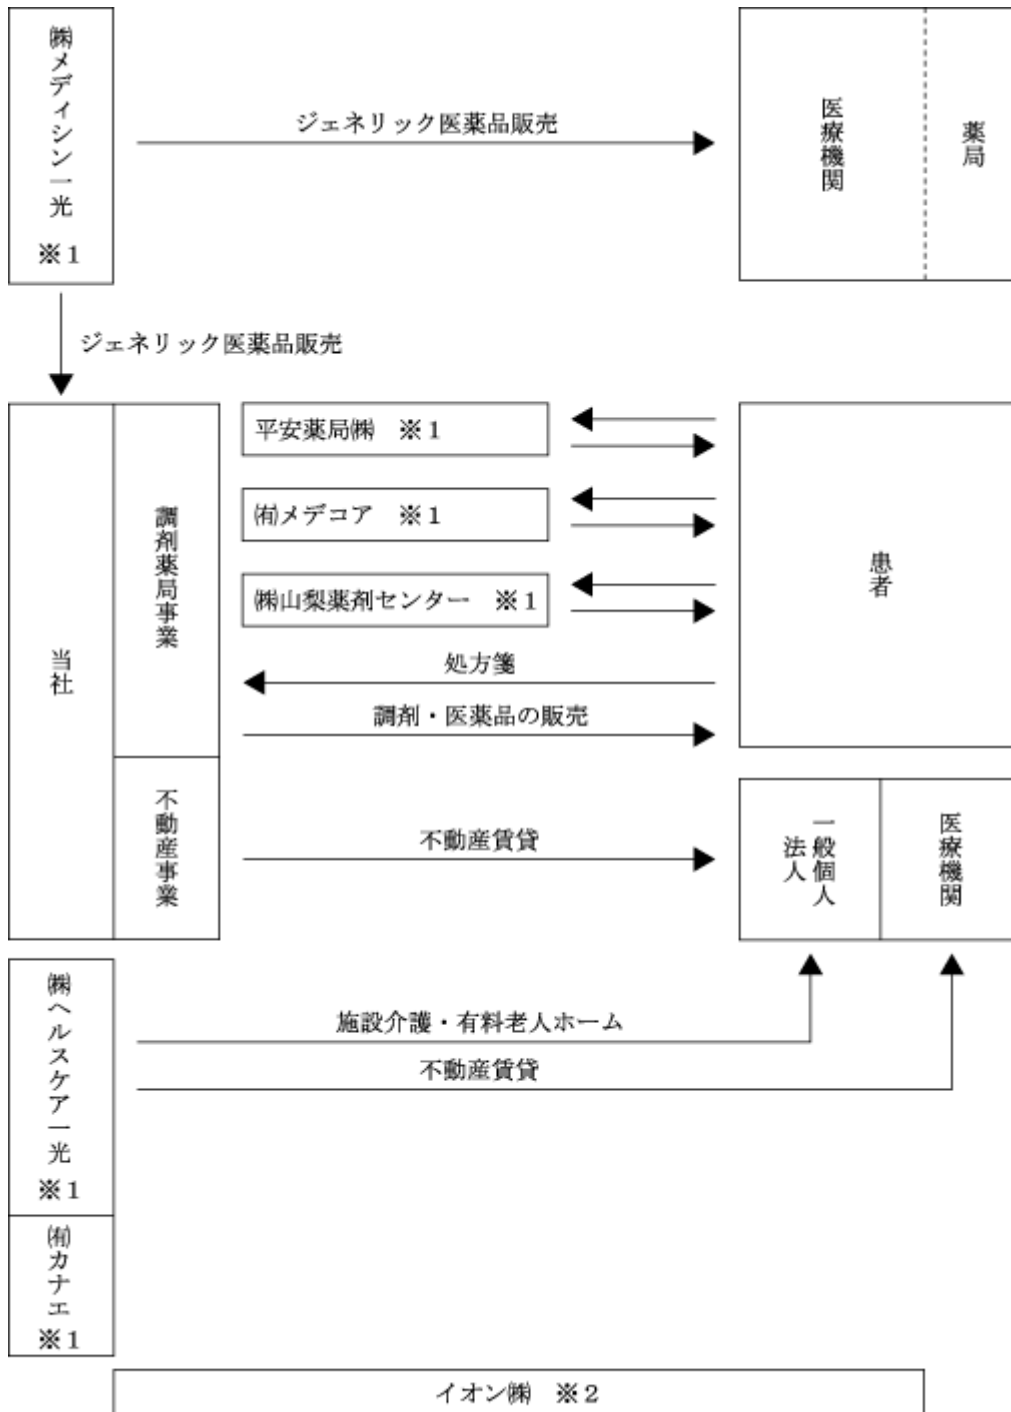 ㈱メディシン一光
※1
ジェネリック医薬品販売
医療機関
薬局
ジェネリック医薬品販売
当社
調剤薬局事業
平安薬局㈱ ※1
㈲メデコア ※1
㈱山梨薬剤センター ※1
処方箋
調剤・医薬品の販売
患者
不動産事業
不動産賃貸
一般個人
法人
医療機関
㈱ヘルスケア一光
※1
施設介護・有料老人ホーム
不動産賃貸
㈲カナエ
※1
イオン㈱ ※2